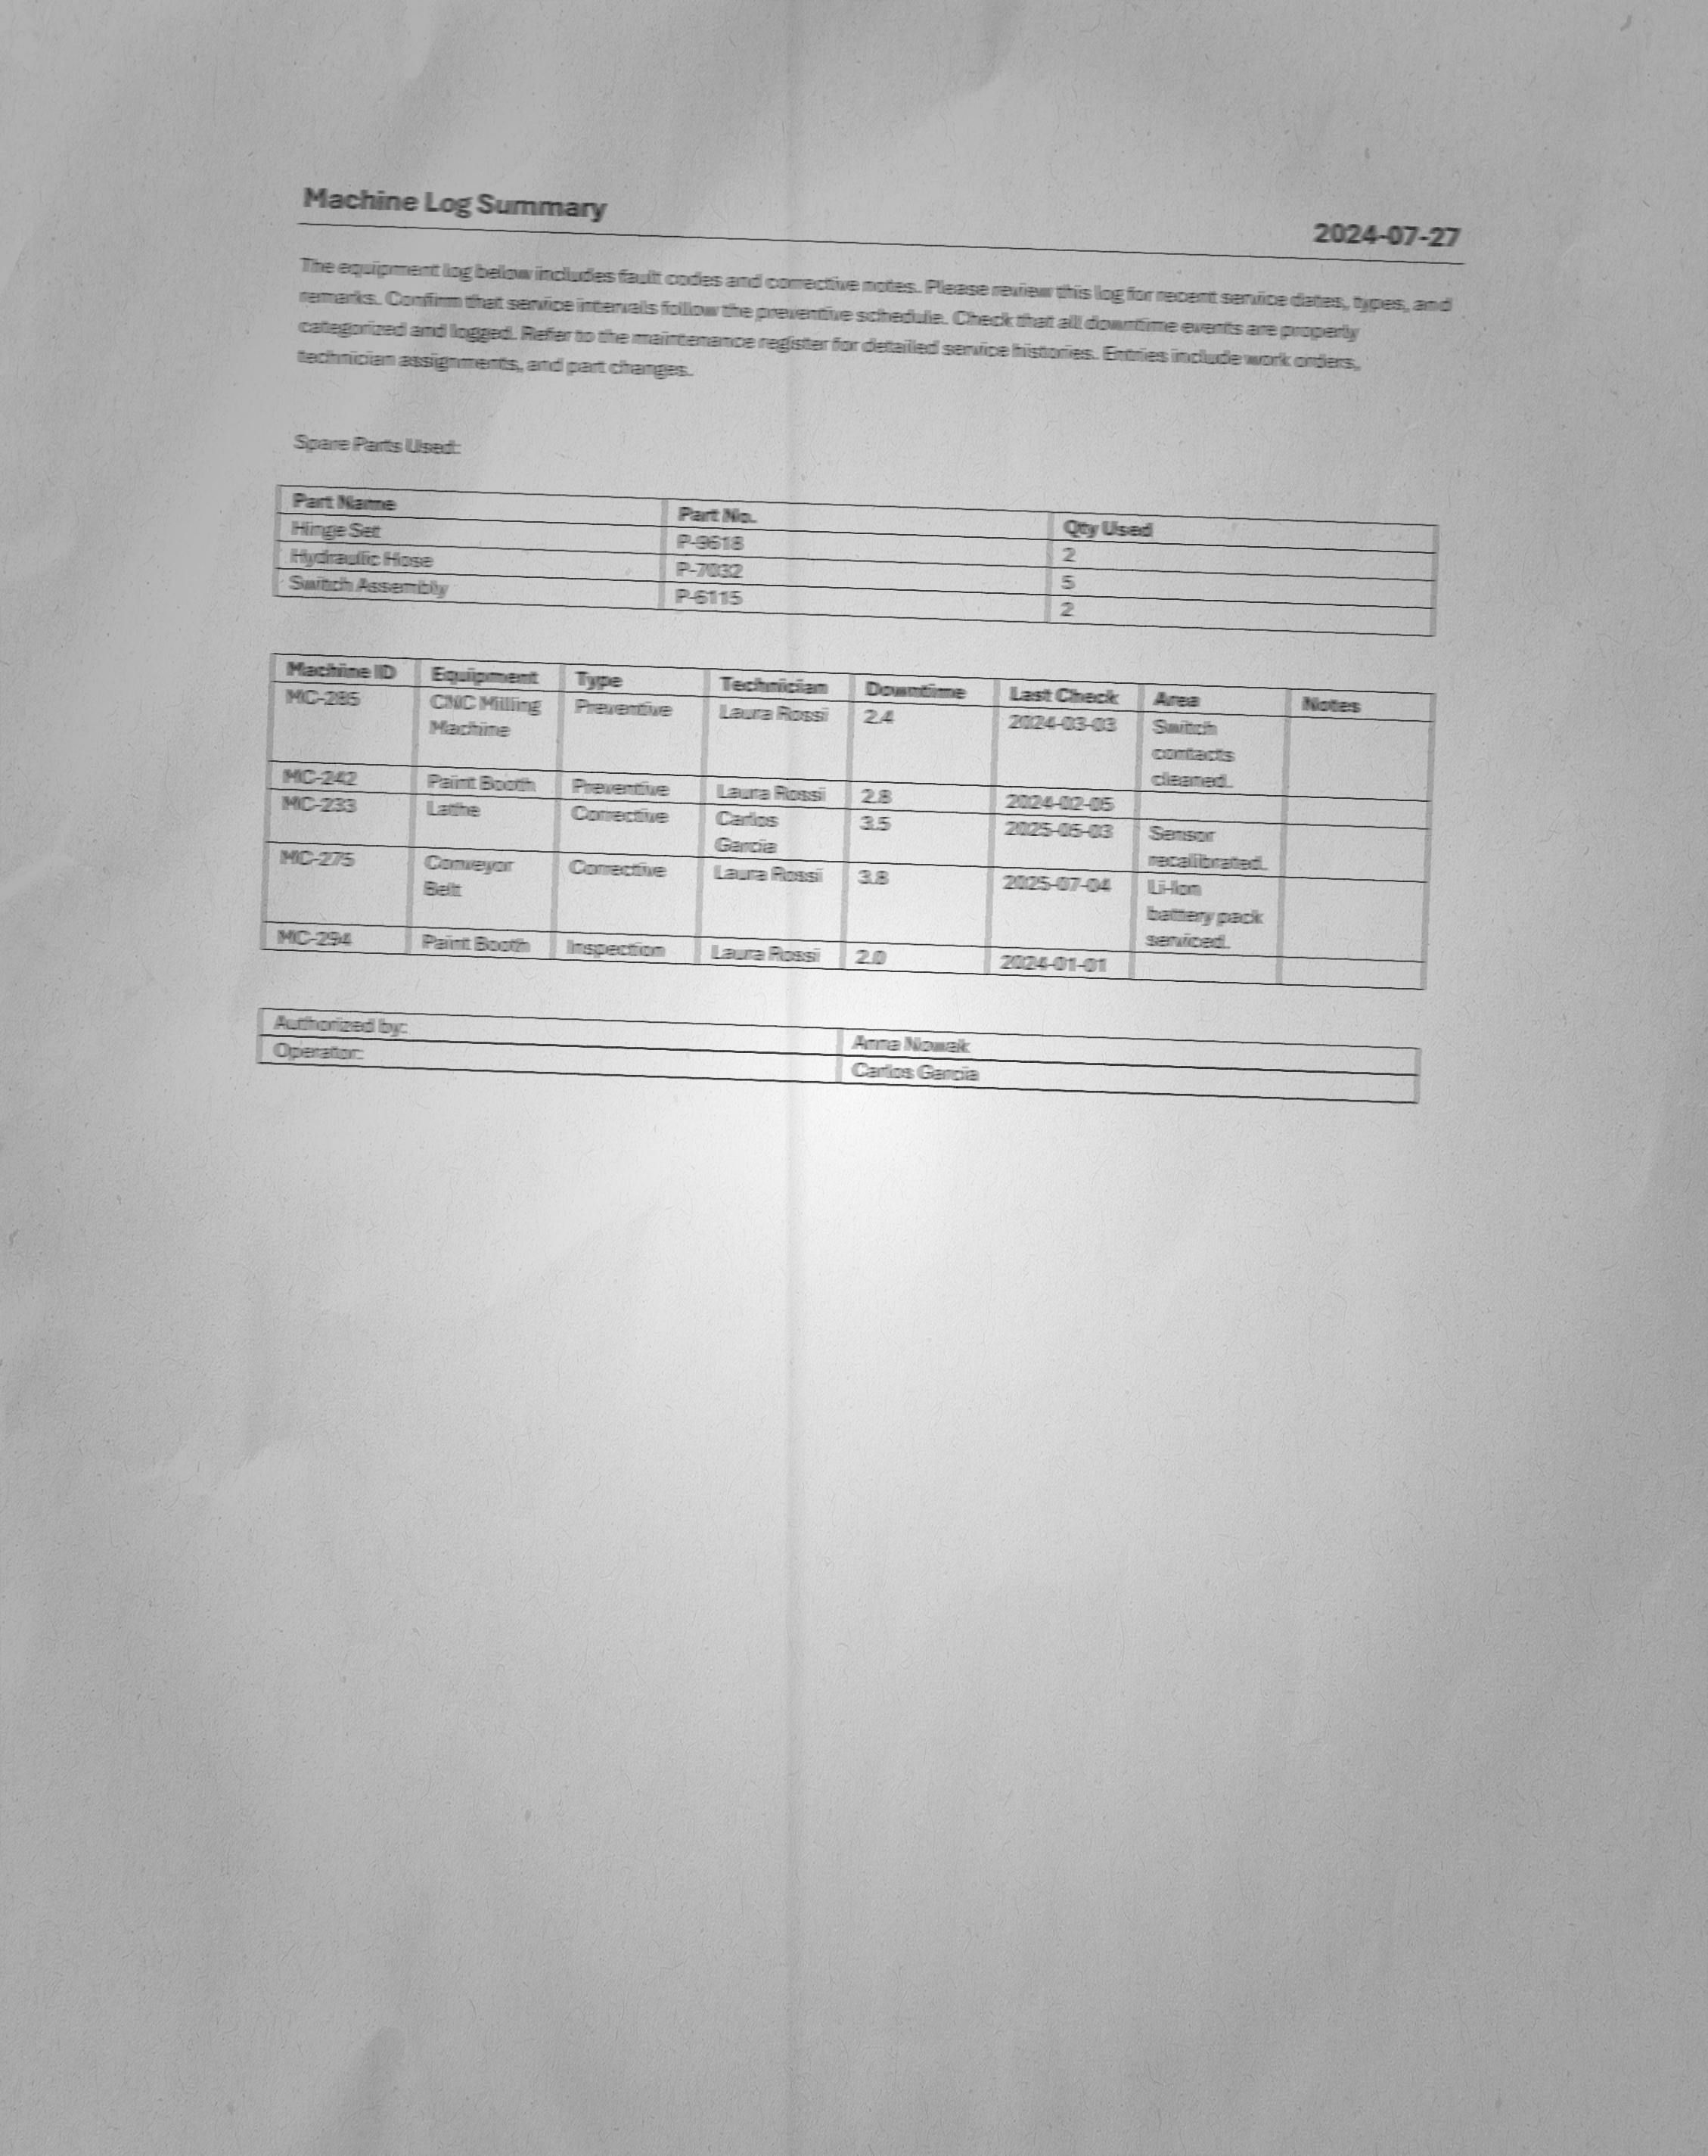 Machine Log Summary
2024-07-27
The equipment log below includes fault codes and corrective notes. Please review this log for recent service dates, types, and
remarks. Confirm that service intervals follow the preventive schedule. Check that all downtime events are properly
categorized and logged. Refer to the maintenance register for detailed service histories. Entries include work orders,
technician assignments, and part changes.
Spare Parts Used:
Part Name Part No. Qty Used
Hinge Set P-9618 2
Hydraulic Hose P-7032 5
Switch Assembly P-6115 2
Machine ID Equipment Type Technician Downtime Last Check Area Notes
MC-285 CNC Milling Preventive Laura Rossi 2.4 2024-03-03 Switch
Machine contacts
cleaned.
MC-242 Paint Booth Preventive Laura Rossi 2.8 2024-02-05
MC-233 Lathe Corrective Carlos 3.5 2025-05-03 Sensor
Garcia recalibrated.
MC-275 Conveyor Corrective Laura Rossi 3.8 2025-07-04 Li-Ion
Belt battery pack
serviced.
MC-294 Paint Booth Inspection Laura Rossi 2.0 2024-01-01
Authorized by: Anna Nowak
Operator: Carlos Garcia